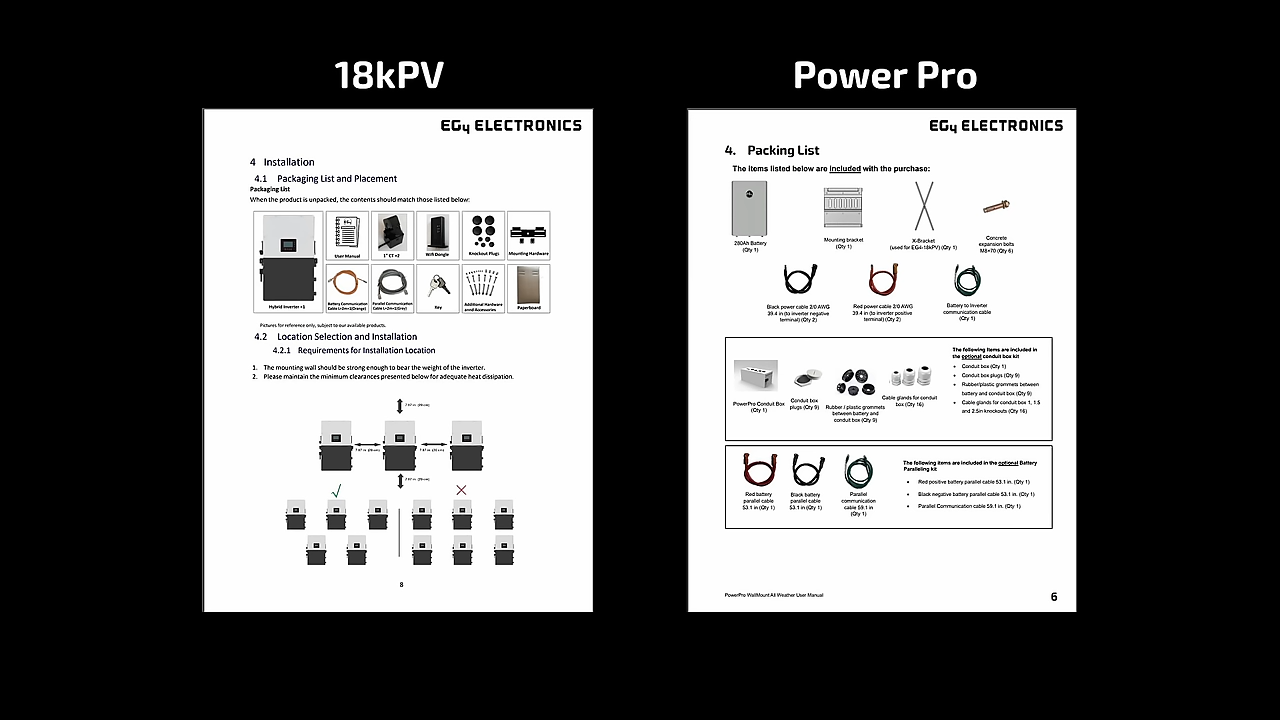 18kPV
EG4 ELECTRONICS
4 Installation
4.1 Packaging List and Placement
Packaging List
When the product is unpacked, the contents should match those listed below:
User Manual
1" CT ×2
Wifi Dongle
Knockout Plugs
Mounting Hardware
Hybrid Inverter ×1
Battery Communication
Cable L=2m×1(Orange)
Parallel Communication
Cable L=2m×1(Grey)
Key
Additional Hardware
and Accessories
Paperboard
Pictures for reference only, subject to our available products.
4.2 Location Selection and Installation
4.2.1 Requirements for Installation Location
1. The mounting wall should be strong enough to bear the weight of the inverter.
2. Please maintain the minimum clearances presented below for adequate heat dissipation.
8
Power Pro
EG4 ELECTRONICS
4. Packing List
The items listed below are included with the purchase:
280Ah Battery
(Qty 1)
Mounting bracket
(Qty 1)
X-Bracket
(used for EG4-18kPV) (Qty 1)
Concrete
expansion bolts
M8×70 (Qty 6)
Black power cable 2/0 AWG
39.4 in (to inverter negative
terminal) (Qty 2)
Red power cable 2/0 AWG
39.4 in (to inverter positive
terminal) (Qty 2)
Battery to Inverter
communication cable
(Qty 1)
PowerPro Conduit Box
(Qty 1)
Conduit box
plugs (Qty 9)
Rubber / plastic grommets
between battery and
conduit box (Qty 9)
Cable glands for conduit
box (Qty 16)
The following items are included in
the optional conduit box kit
• Conduit box (Qty 1)
• Conduit box plugs (Qty 9)
• Rubber/plastic grommets between
battery and conduit box (Qty 9)
• Cable glands for conduit box 1, 1.5
and 2.5in knockouts (Qty 16)
Red battery
parallel cable
53.1 in (Qty 1)
Black battery
parallel cable
53.1 in (Qty 1)
Parallel
communication
cable 59.1 in
(Qty 1)
The following items are included in the optional Battery
Paralleling kit
• Red positive battery parallel cable 53.1 in. (Qty 1)
• Black negative battery parallel cable 53.1 in. (Qty 1)
• Parallel Communication cable 59.1 in. (Qty 1)
PowerPro WallMount All Weather User Manual
6